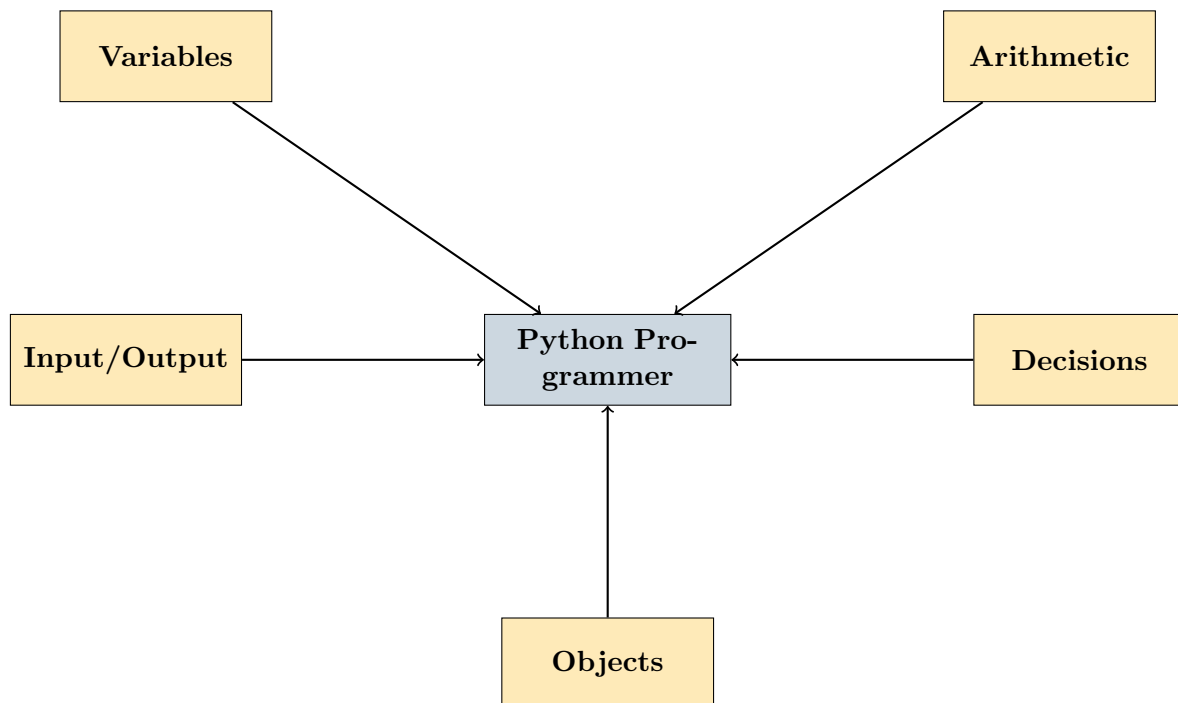 Variables
Arithmetic
Input/Output
Python Pro-
grammer
Decisions
Objects